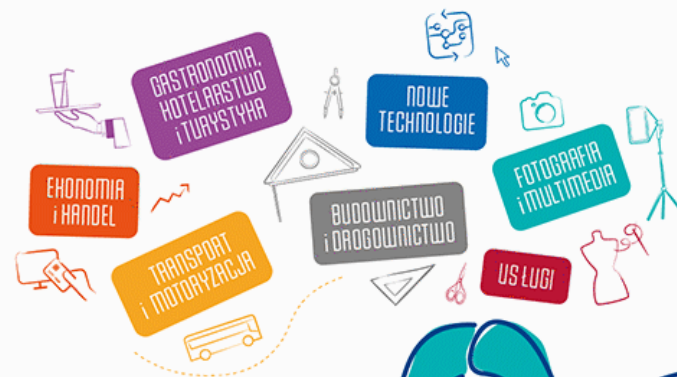 GASTRONOMIA,
HOTELARSTWO
i TURYSTYKA
NOWE
TECHNOLOGIE
FOTOGRAFIA
i MULTIMEDIA
EKONOMIA
i HANDEL
BUDOWNICTWO
i DROGOWNICTWO
TRANSPORT
i MOTORYZACJA
USŁUGI